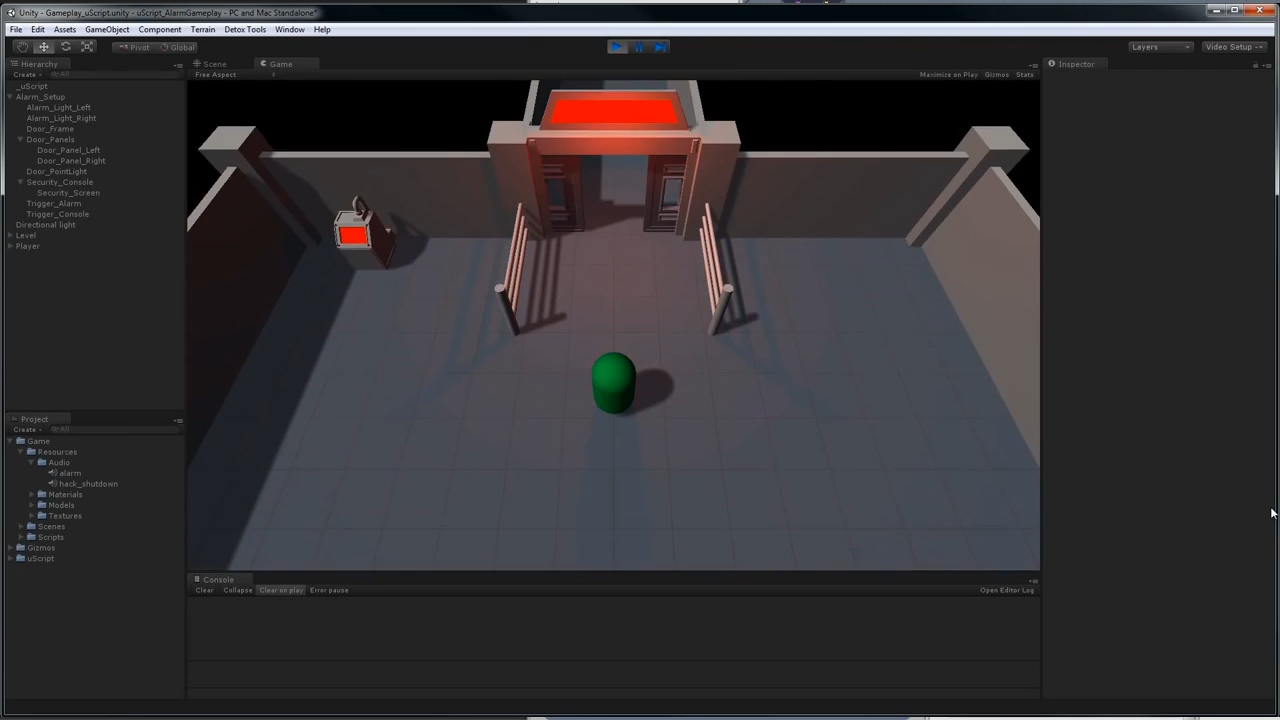 Unity - Gameplay_uScript.unity - uScript_AlarmGameplay - PC and Mac Standalone*
File Edit Assets GameObject Component Terrain Detox Tools Window Help
Pivot Global Layers Video Setup
Hierarchy
Create All
_uScript
Alarm_Setup
Alarm_Light_Left
Alarm_Light_Right
Door_Frame
Door_Panels
Door_Panel_Left
Door_Panel_Right
Door_PointLight
Security_Console
Security_Screen
Trigger_Alarm
Trigger_Console
Directional light
Level
Player
Project
Create All
Game
Resources
Audio
alarm
hack_shutdown
Materials
Models
Textures
Scenes
Scripts
Gizmos
uScript
Scene Game
Free Aspect Maximize on Play Gizmos Stats
Console
Clear Collapse Clear on play Error pause Open Editor Log
Inspector